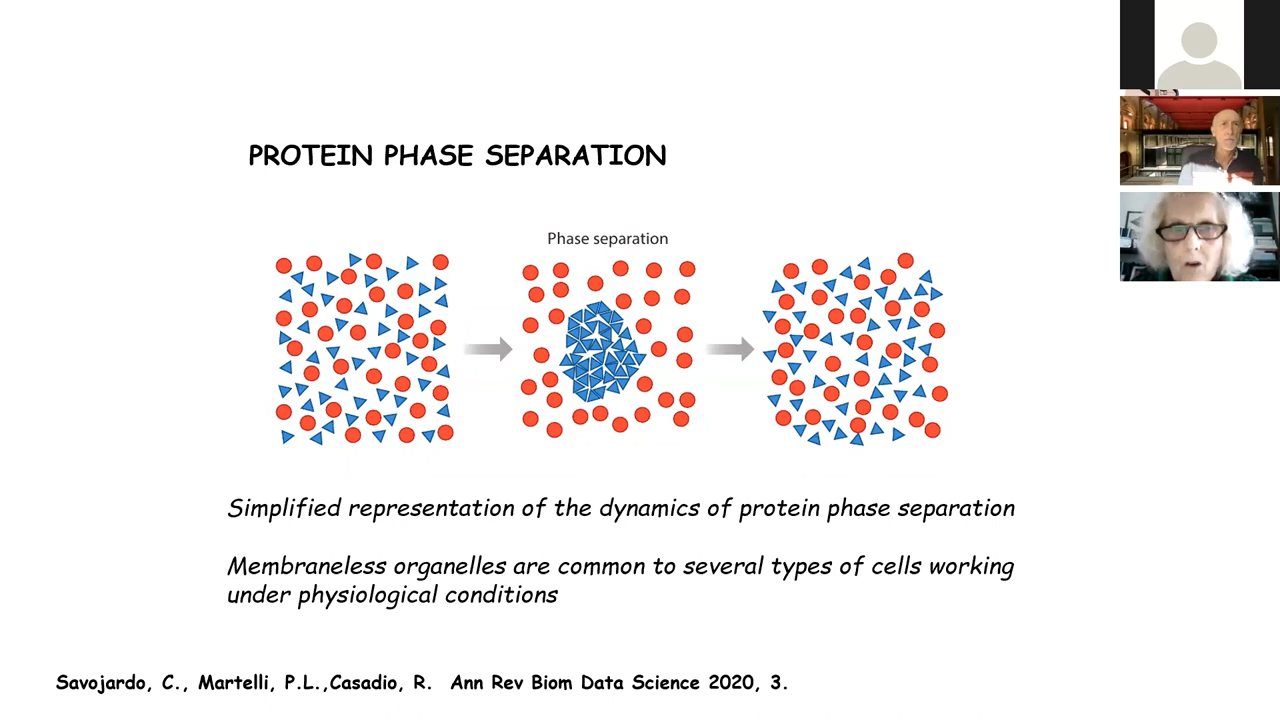 PROTEIN PHASE SEPARATION
Phase separation
Simplified representation of the dynamics of protein phase separation
Membraneless organelles are common to several types of cells working
under physiological conditions
Savojardo, C., Martelli, P.L.,Casadio, R. Ann Rev Biom Data Science 2020, 3.